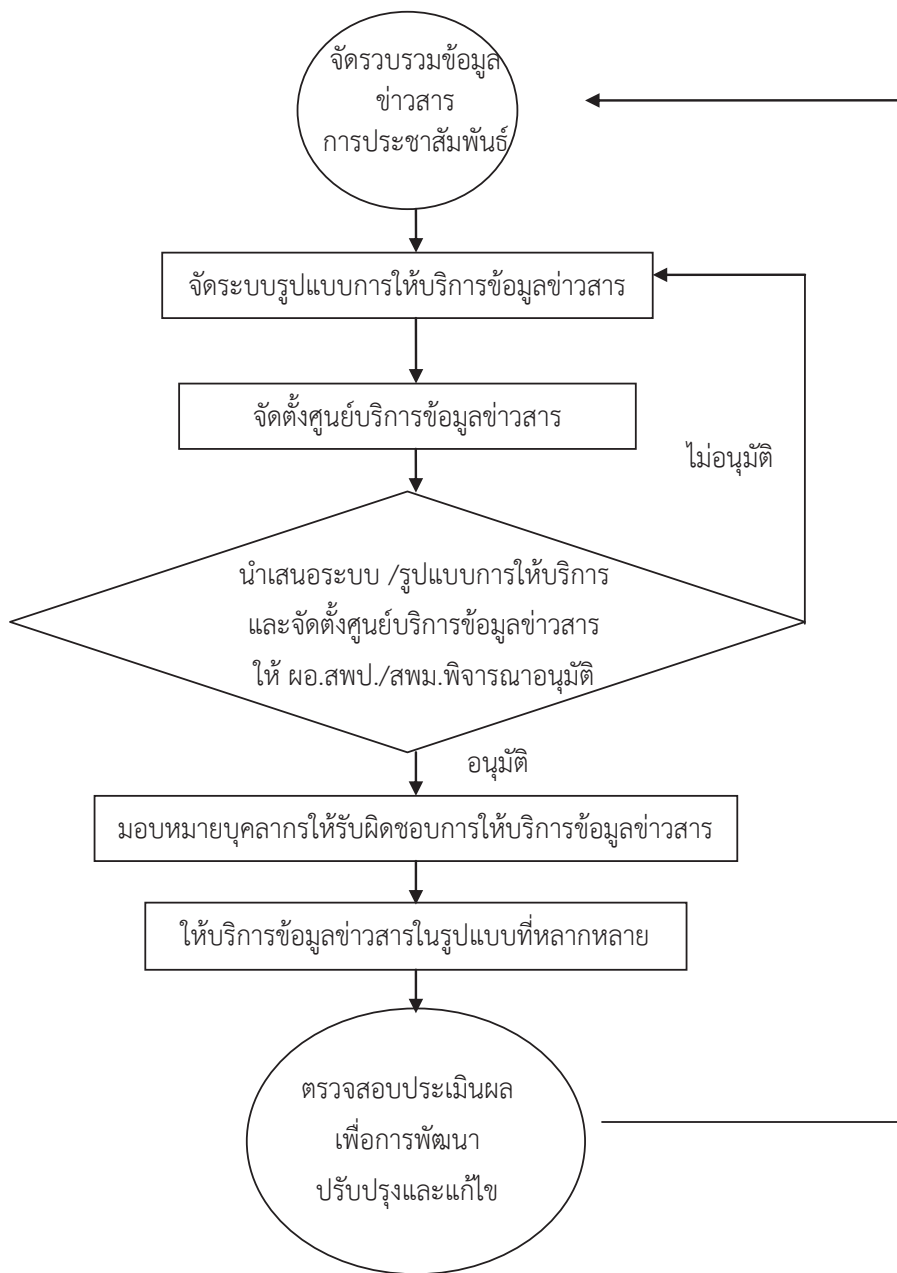 จัดรวบรวมข้อมูล
ข่าวสาร
การประชาสัมพันธ์
จัดระบบรูปแบบการให้บริการข้อมูลข่าวสาร
จัดตั้งศูนย์บริการข้อมูลข่าวสาร
ไม่อนุมัติ
นำเสนอระบบ /รูปแบบการให้บริการ
และจัดตั้งศูนย์บริการข้อมูลข่าวสาร
ให้ ผอ.สพป./สพม.พิจารณาอนุมัติ
อนุมัติ
มอบหมายบุคลากรให้รับผิดชอบการให้บริการข้อมูลข่าวสาร
ให้บริการข้อมูลข่าวสารในรูปแบบที่หลากหลาย
ตรวจสอบประเมินผล
เพื่อการพัฒนา
ปรับปรุงและแก้ไข